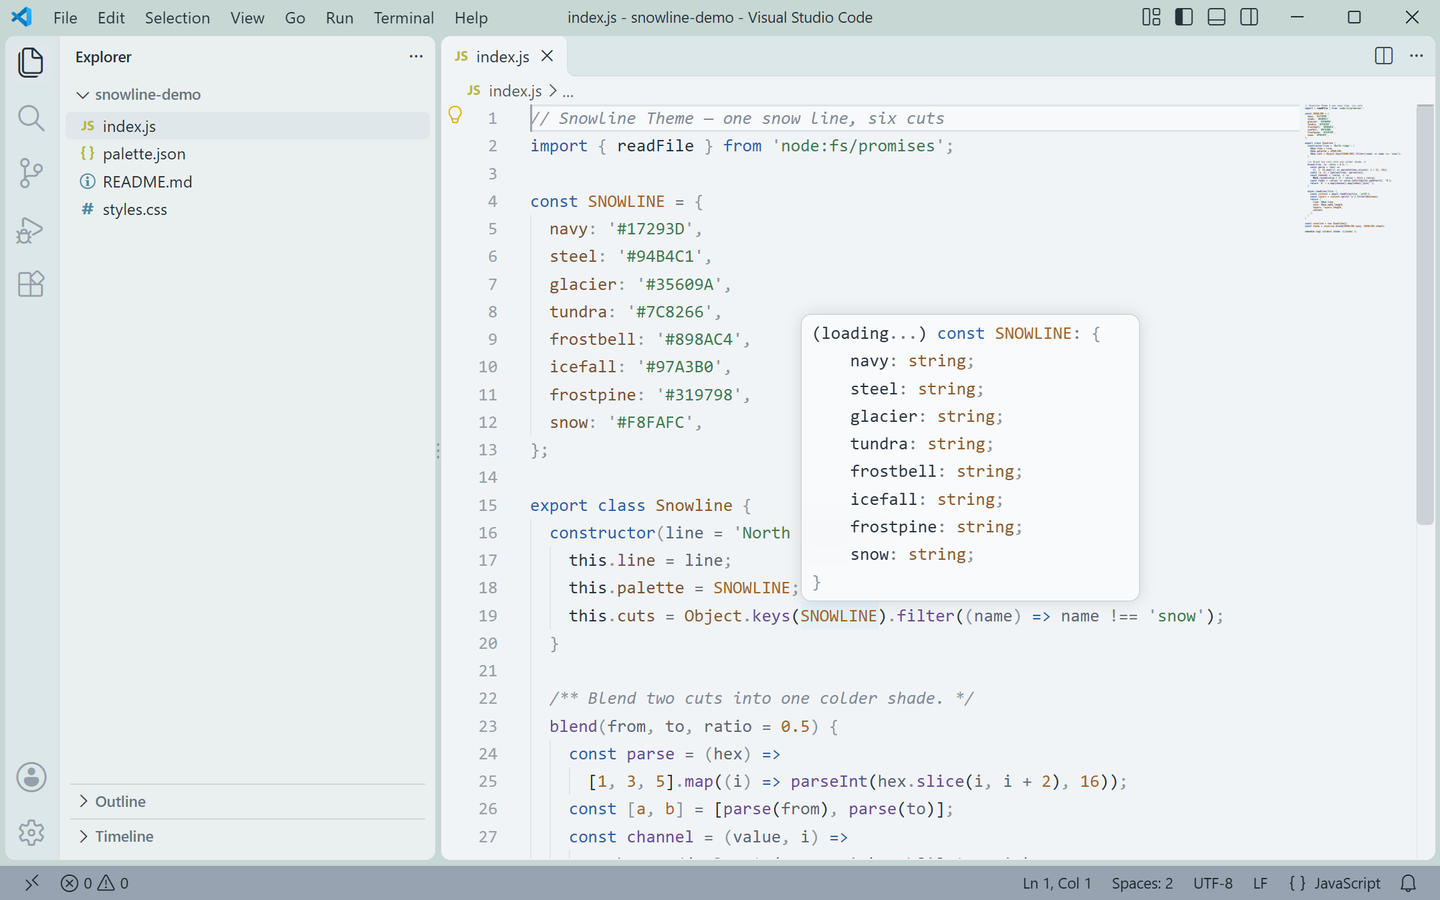 File Edit Selection View Go Run Terminal Help
index.js - snowline-demo - Visual Studio Code
Explorer
snowline-demo
JS index.js
{} palette.json
README.md
# styles.css
Outline
Timeline
JS index.js
JS index.js > ...
1 // Snowline Theme — one snow line, six cuts
2 import { readFile } from 'node:fs/promises';
3
4 const SNOWLINE = {
5 navy: '#17293D',
6 steel: '#94B4C1',
7 glacier: '#35609A',
8 tundra: '#7C8266',
9 frostbell: '#898AC4',
10 icefall: '#97A3B0',
11 frostpine: '#319798',
12 snow: '#F8FAFC',
13 };
14
15 export class Snowline {
16 constructor(line = 'North
17 this.line = line;
18 this.palette = SNOWLINE;
19 this.cuts = Object.keys(SNOWLINE).filter((name) => name !== 'snow');
20 }
21
22 /** Blend two cuts into one colder shade. */
23 blend(from, to, ratio = 0.5) {
24 const parse = (hex) =>
25 [1, 3, 5].map((i) => parseInt(hex.slice(i, i + 2), 16));
26 const [a, b] = [parse(from), parse(to)];
27 const channel = (value, i) =>
(loading...) const SNOWLINE: {
navy: string;
steel: string;
glacier: string;
tundra: string;
frostbell: string;
icefall: string;
frostpine: string;
snow: string;
}
0 0
Ln 1, Col 1 Spaces: 2 UTF-8 LF {} JavaScript